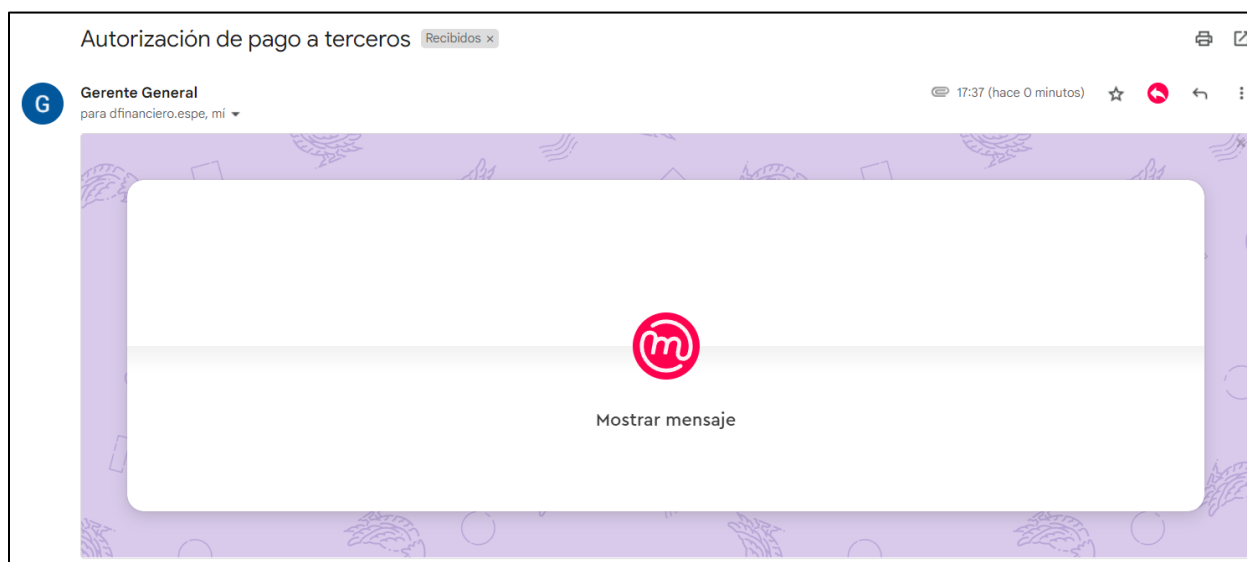 Autorización de pago a terceros Recibidos ×
G
Gerente General
17:37 (hace 0 minutos)
para dfinanciero.espe, mí
m
Mostrar mensaje